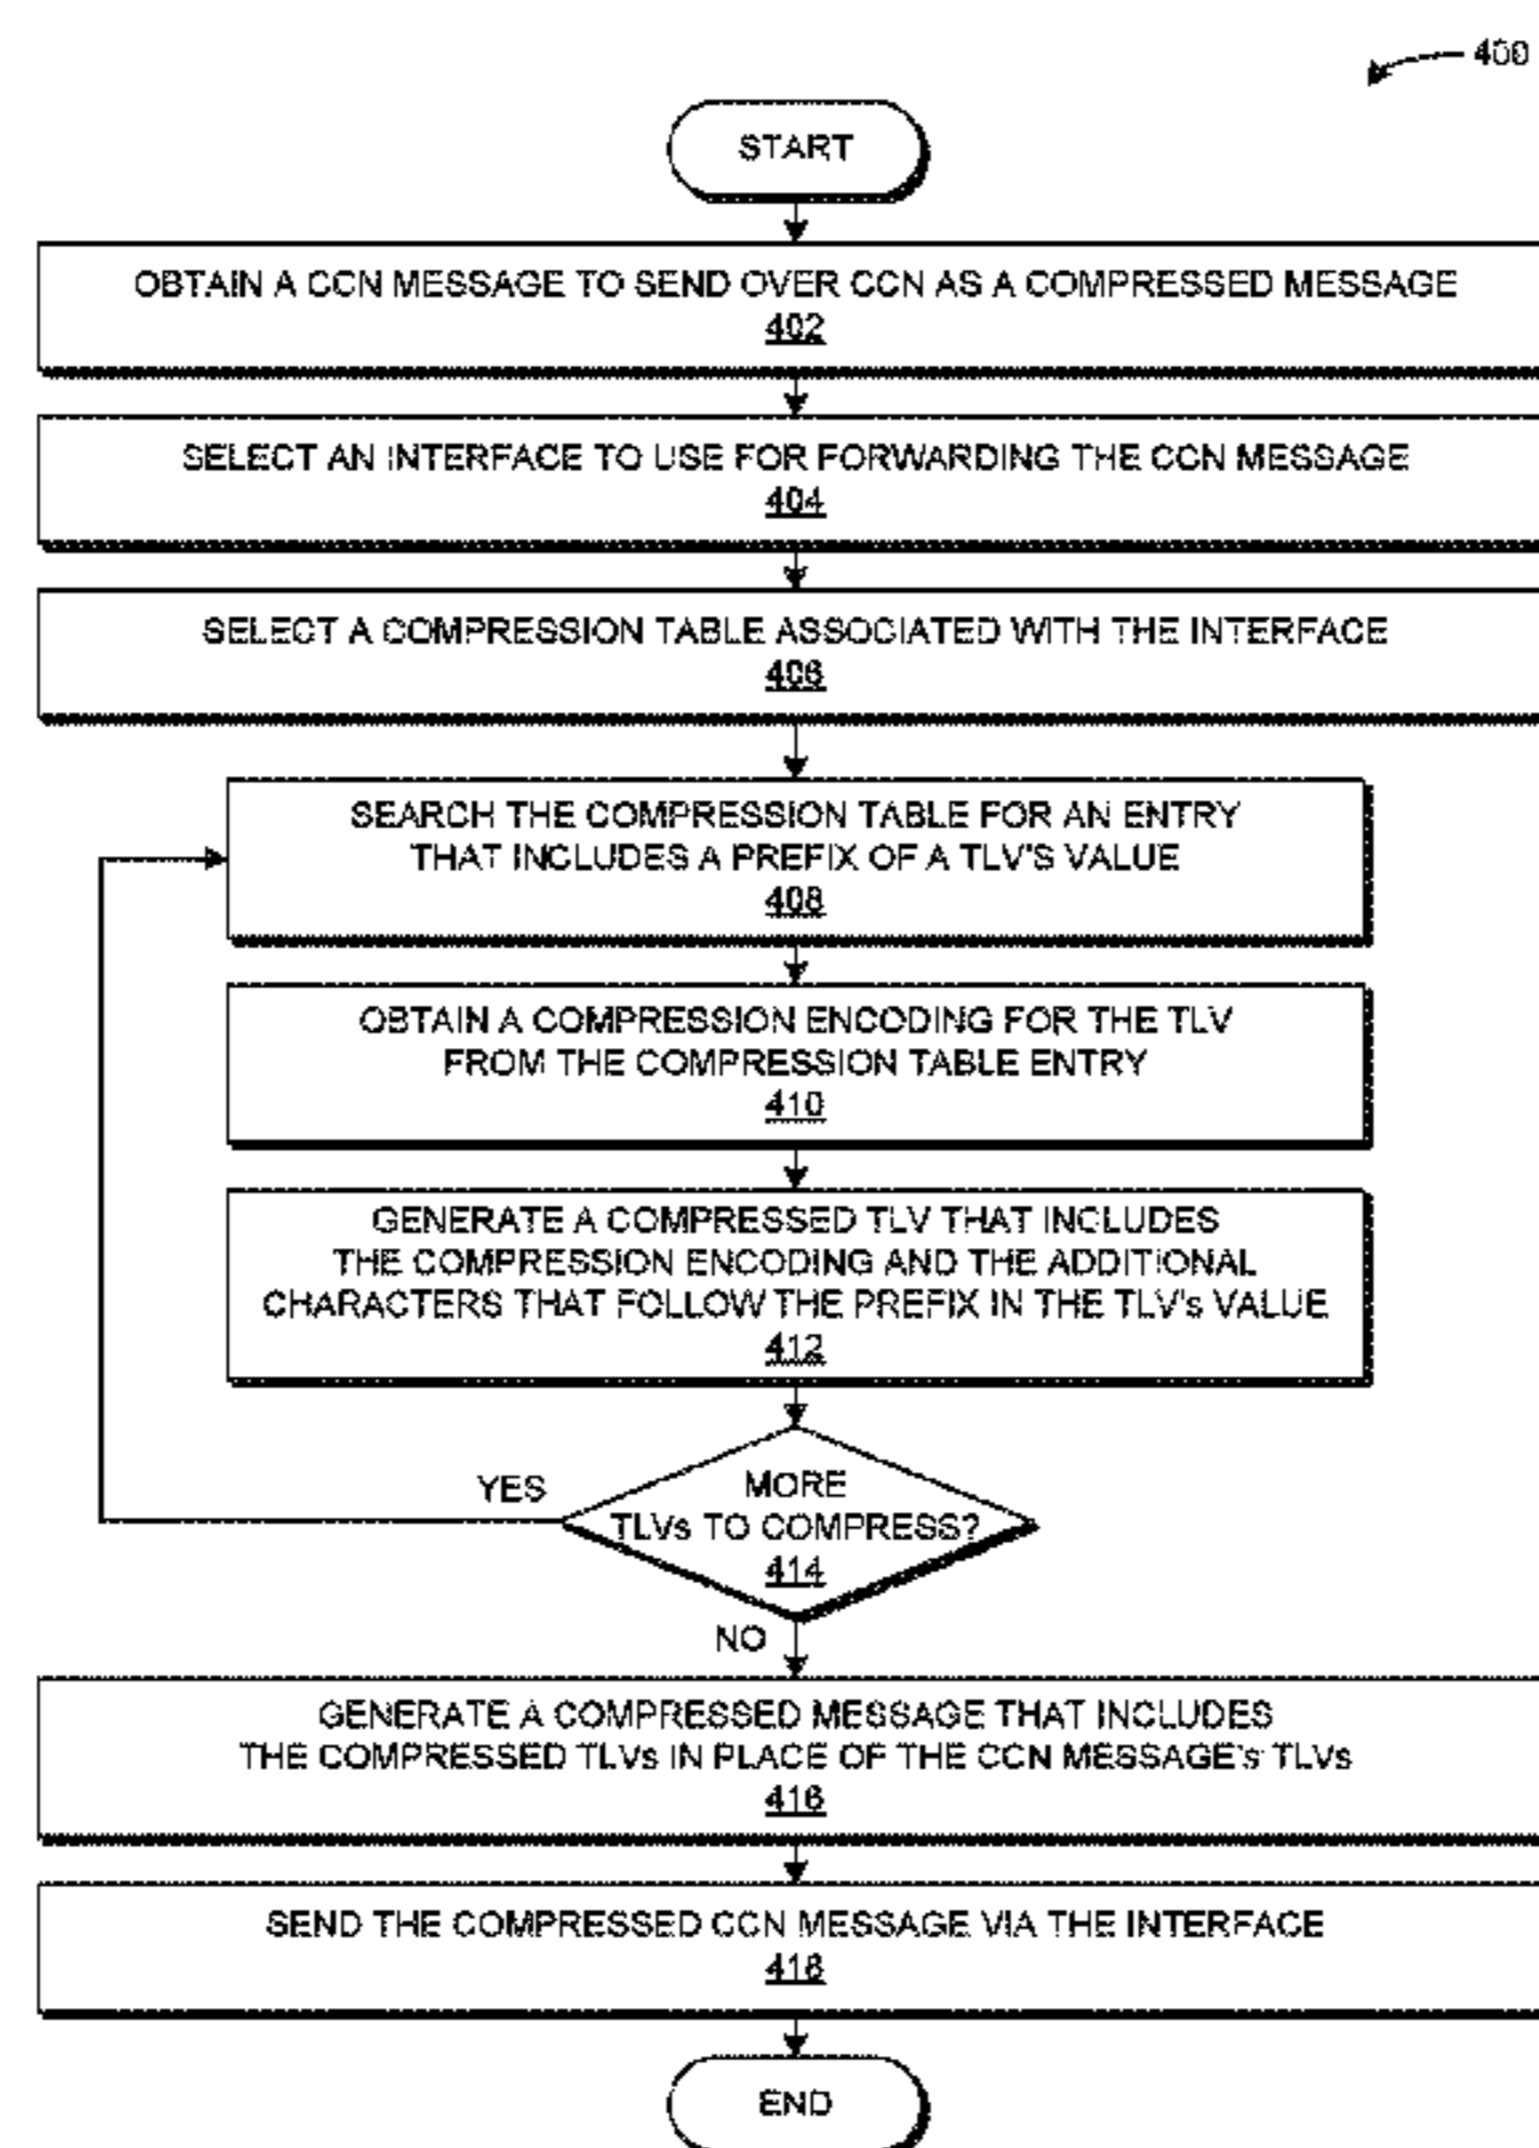 400
START
OBTAIN A CCN MESSAGE TO SEND OVER CCN AS A COMPRESSED MESSAGE
402
SELECT AN INTERFACE TO USE FOR FORWARDING THE CCN MESSAGE
404
SELECT A COMPRESSION TABLE ASSOCIATED WITH THE INTERFACE
406
SEARCH THE COMPRESSION TABLE FOR AN ENTRY
THAT INCLUDES A PREFIX OF A TLV'S VALUE
408
OBTAIN A COMPRESSION ENCODING FOR THE TLV
FROM THE COMPRESSION TABLE ENTRY
410
GENERATE A COMPRESSED TLV THAT INCLUDES
THE COMPRESSION ENCODING AND THE ADDITIONAL
CHARACTERS THAT FOLLOW THE PREFIX IN THE TLV's VALUE
412
YES
MORE
TLVs TO COMPRESS?
414
NO
GENERATE A COMPRESSED MESSAGE THAT INCLUDES
THE COMPRESSED TLVs IN PLACE OF THE CCN MESSAGE's TLVs
416
SEND THE COMPRESSED CCN MESSAGE VIA THE INTERFACE
418
END